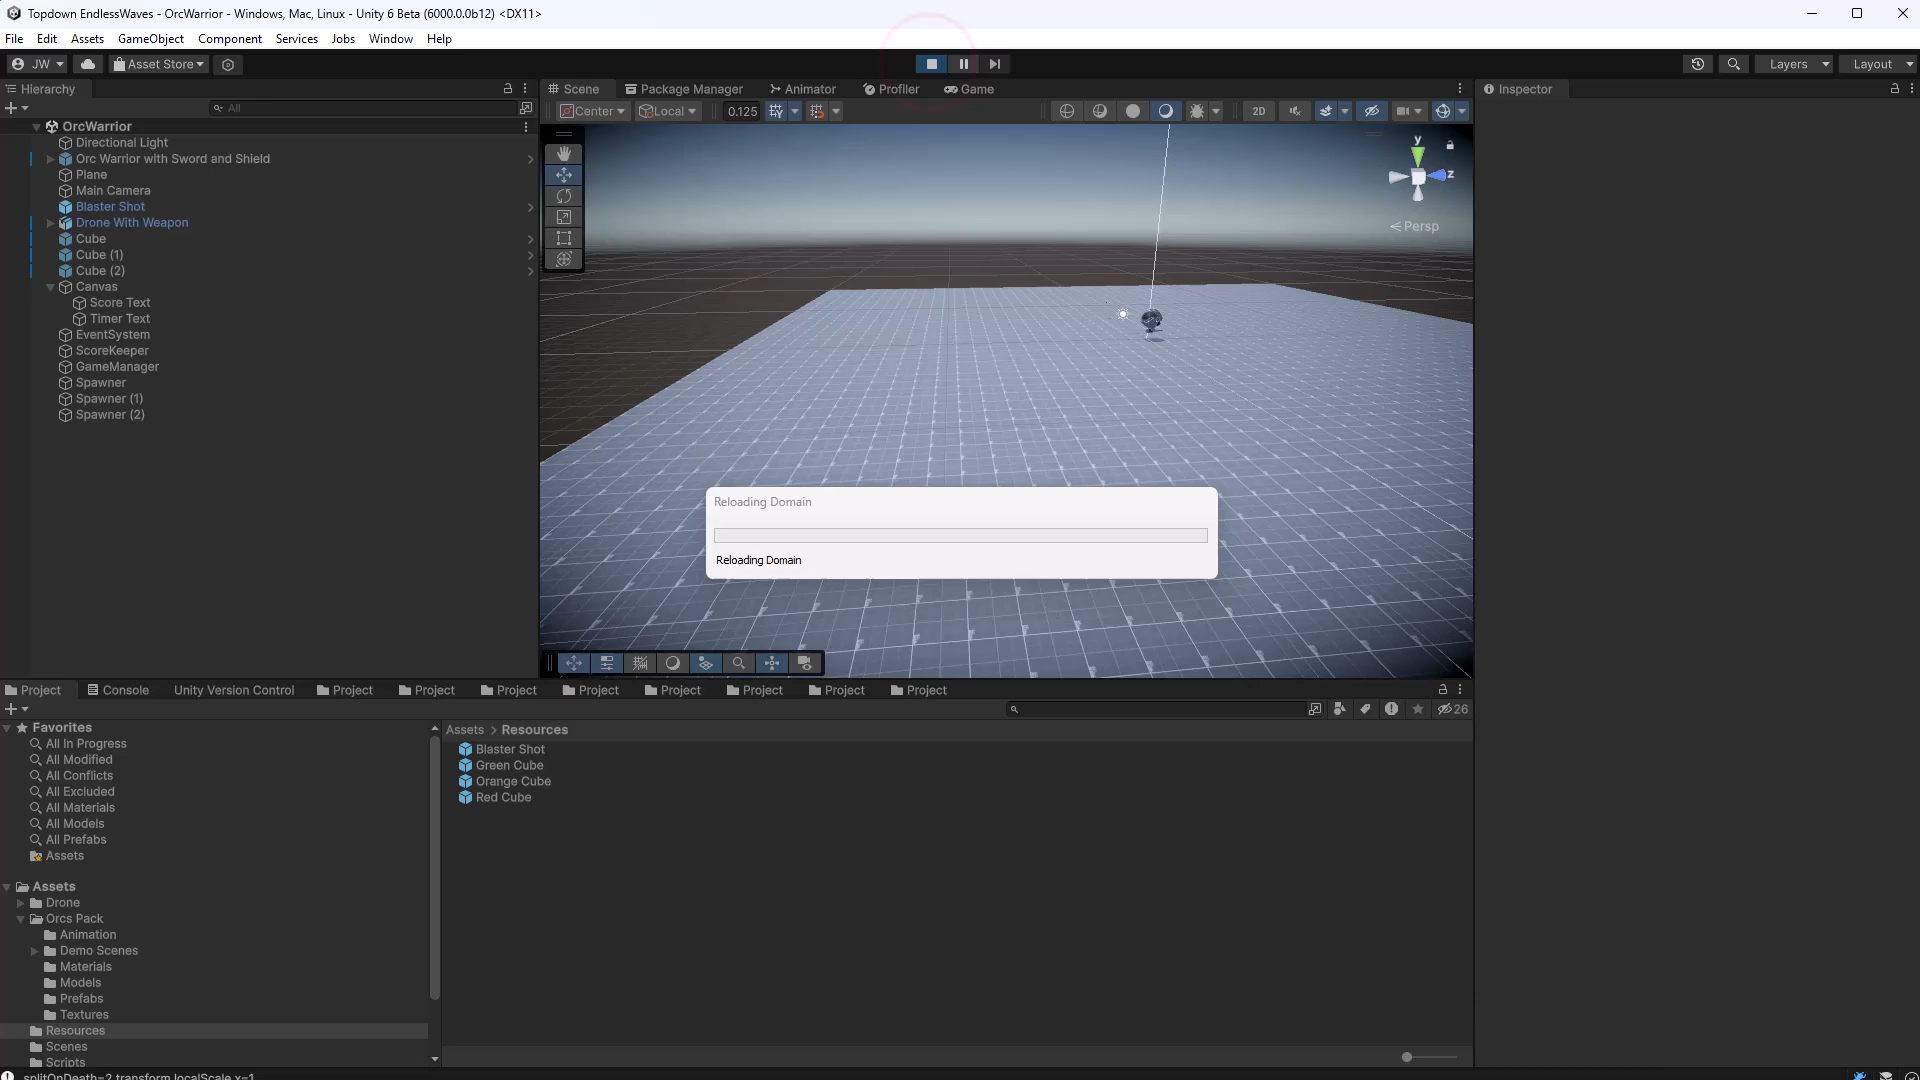 Topdown EndlessWaves - OrcWarrior - Windows, Mac, Linux - Unity 6 Beta (6000.0.0b12) <DX11>
File Edit Assets GameObject Component Services Jobs Window Help
JW Asset Store Layers Layout
Hierarchy Scene Package Manager Animator Profiler Game Inspector
All Center Local 0.125 2D
OrcWarrior
Directional Light
Orc Warrior with Sword and Shield
Plane
Main Camera
Blaster Shot
Drone With Weapon
Cube
Cube (1)
Cube (2)
Canvas
Score Text
Timer Text
EventSystem
ScoreKeeper
GameManager
Spawner
Spawner (1)
Spawner (2)
y
z
Persp
Reloading Domain
Reloading Domain
Project Console Unity Version Control Project Project Project Project Project Project Project Project
26
Favorites
All In Progress
All Modified
All Conflicts
All Excluded
All Materials
All Models
All Prefabs
Assets
Assets
Drone
Orcs Pack
Animation
Demo Scenes
Materials
Models
Prefabs
Textures
Resources
Scenes
Scripts
Assets > Resources
Blaster Shot
Green Cube
Orange Cube
Red Cube
splitOnDeath=2 transform.localScale.x=1